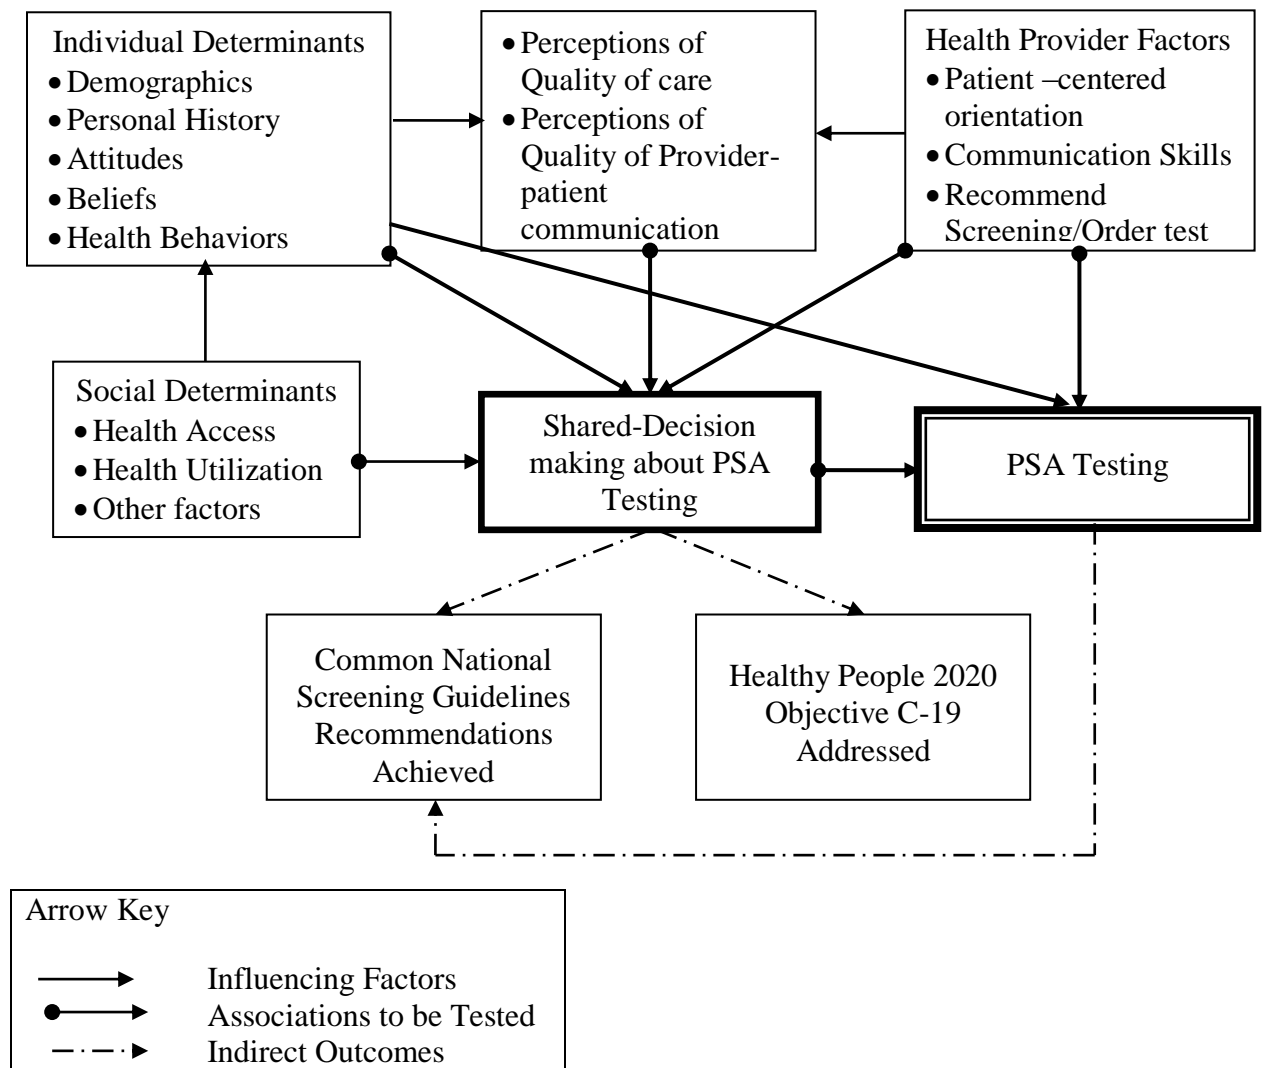 Individual Determinants
• Demographics
• Personal History
• Attitudes
• Beliefs
• Health Behaviors
• Perceptions of
Quality of care
• Perceptions of
Quality of Provider-
patient
communication
Health Provider Factors
• Patient –centered
orientation
• Communication Skills
• Recommend
Screening/Order test
Social Determinants
• Health Access
• Health Utilization
• Other factors
Shared-Decision
making about PSA
Testing
PSA Testing
Common National
Screening Guidelines
Recommendations
Achieved
Healthy People 2020
Objective C-19
Addressed
Arrow Key
Influencing Factors
Associations to be Tested
Indirect Outcomes